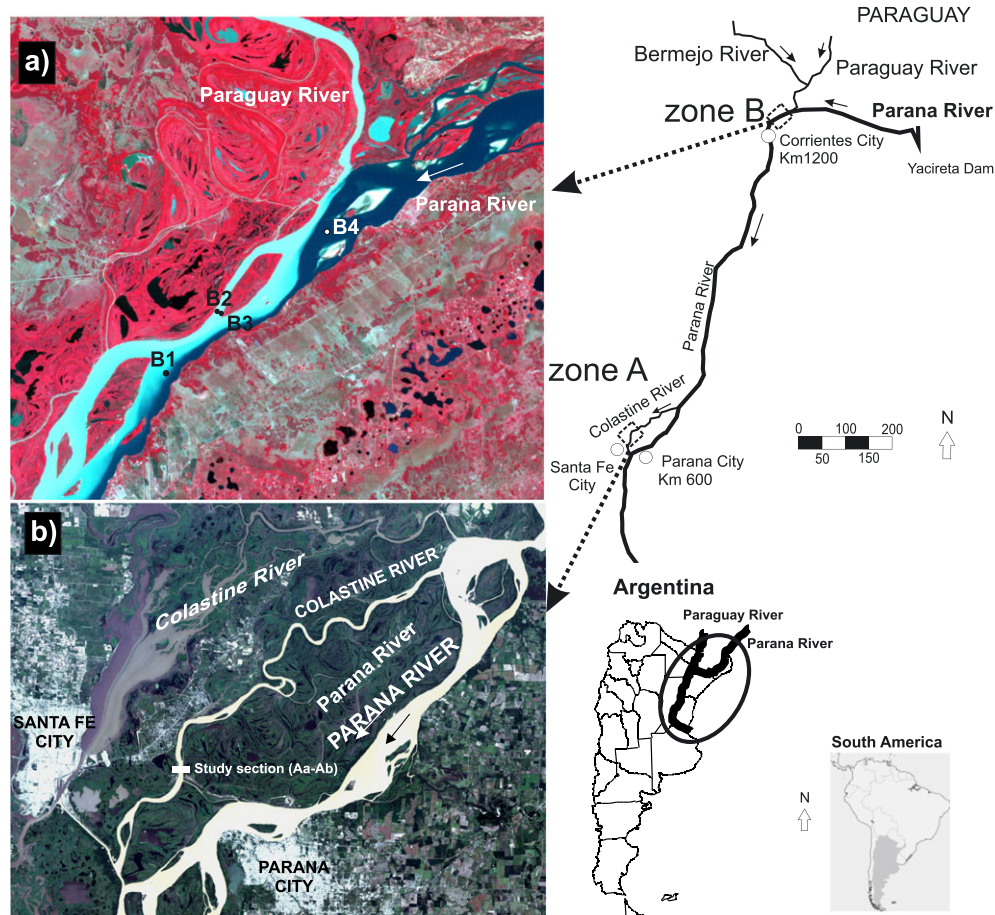 a)
Paraguay River
Parana River
B4
B2
B3
B1
b)
Colastine River
COLASTINE RIVER
Parana River
PARANA RIVER
SANTA FE
CITY
Study section (Aa-Ab)
PARANA
CITY
PARAGUAY
Bermejo River
Paraguay River
zone B
Parana River
Corrientes City
Km1200
Yacireta Dam
Parana River
zone A
Colastine River
Santa Fe
City
Parana City
Km 600
0 100 200
50 150
N
Argentina
Paraguay River
Parana River
South America
N